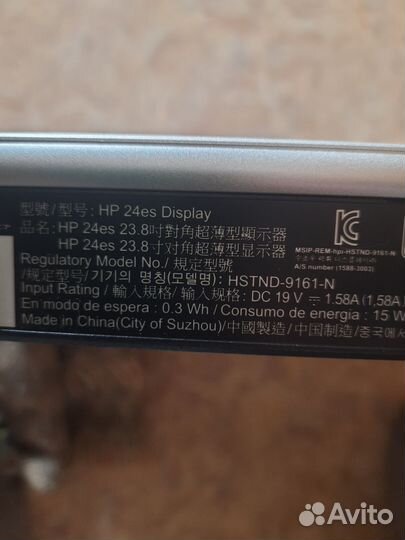 型號/型号: HP 24es Display
品名: HP 24es 23.8吋對角超薄型顯示器
HP 24es 23.8寸对角超薄型显示器
Regulatory Model No./規定型號
/规定型号/기기의 명칭(모델명): HSTND-9161-N
Input Rating / 輸入規格/ 输入规格: DC 19 V ⎓ 1.58A (1,58A
En modo de espera : 0.3 Wh / Consumo de energia : 15 W
Made in China(City of Suzhou)/中國製造/中国制造/중국에서
MSIP-REM-hpi-HSTND-9161-N
A/S number (1588-3003)
Avito